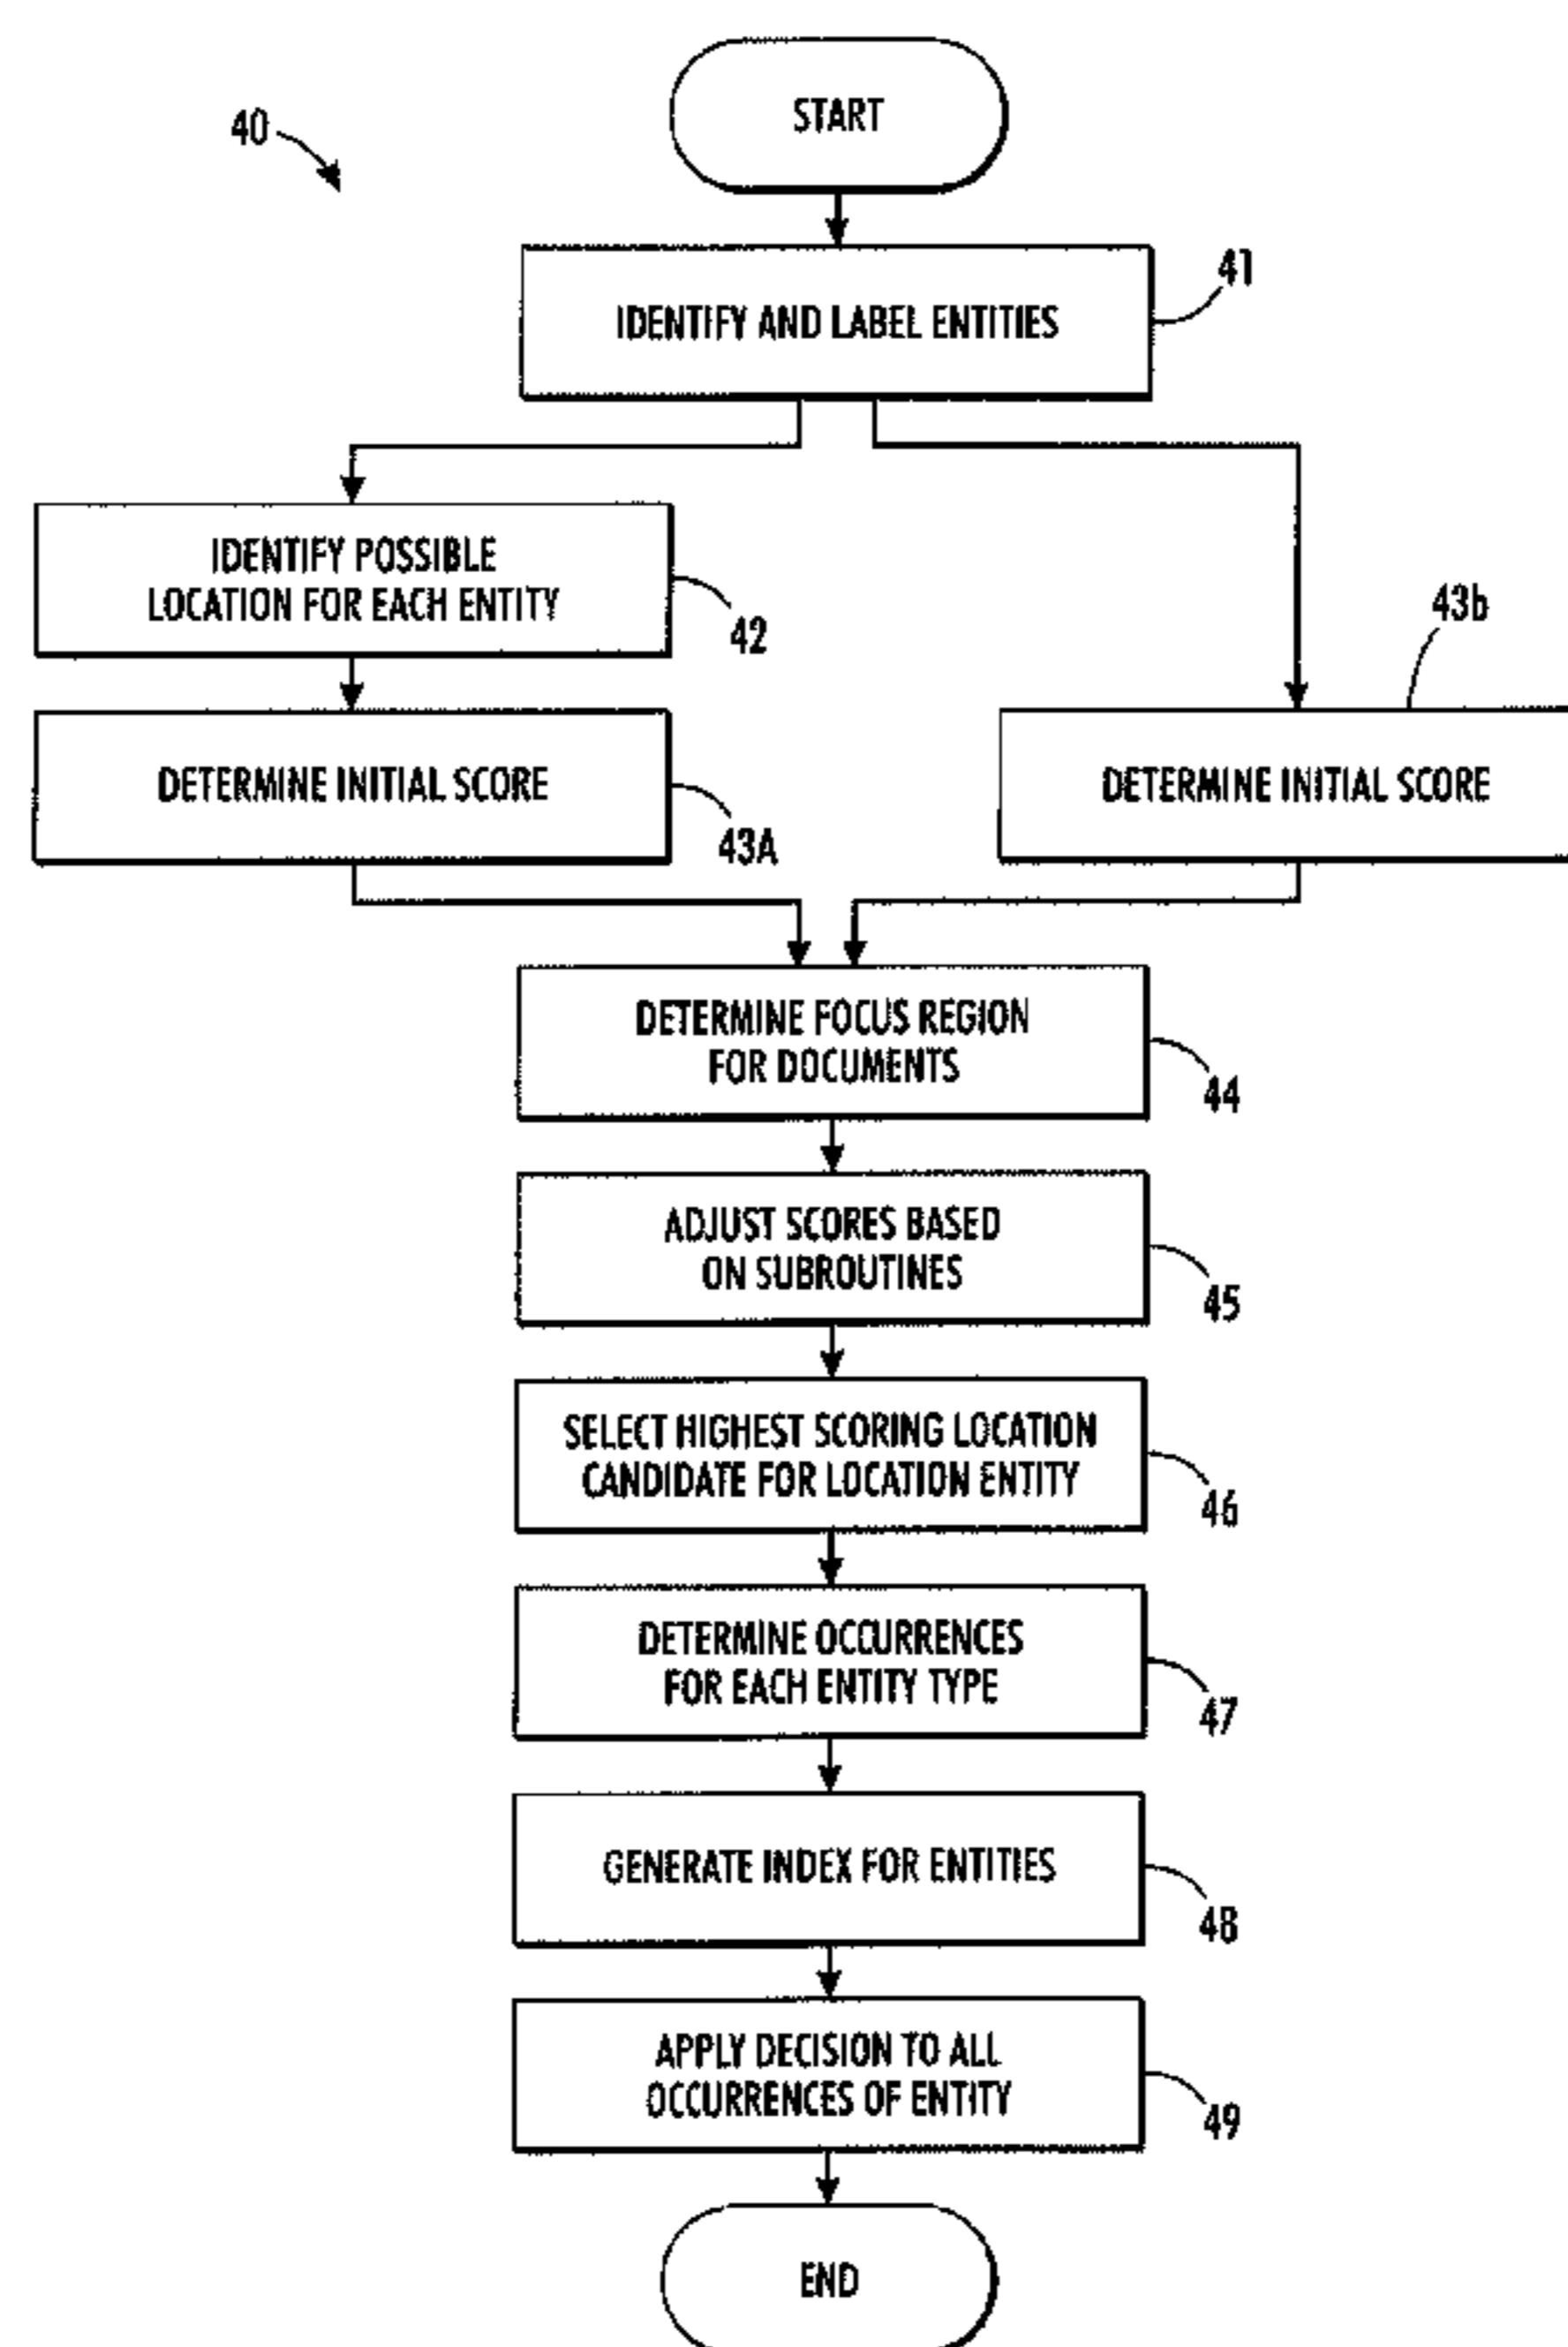 40
START
IDENTIFY AND LABEL ENTITIES
41
IDENTIFY POSSIBLE
LOCATION FOR EACH ENTITY
42
43b
DETERMINE INITIAL SCORE
43A
DETERMINE INITIAL SCORE
DETERMINE FOCUS REGION
FOR DOCUMENTS
44
ADJUST SCORES BASED
ON SUBROUTINES
45
SELECT HIGHEST SCORING LOCATION
CANDIDATE FOR LOCATION ENTITY
46
DETERMINE OCCURRENCES
FOR EACH ENTITY TYPE
47
GENERATE INDEX FOR ENTITIES
48
APPLY DECISION TO ALL
OCCURRENCES OF ENTITY
49
END